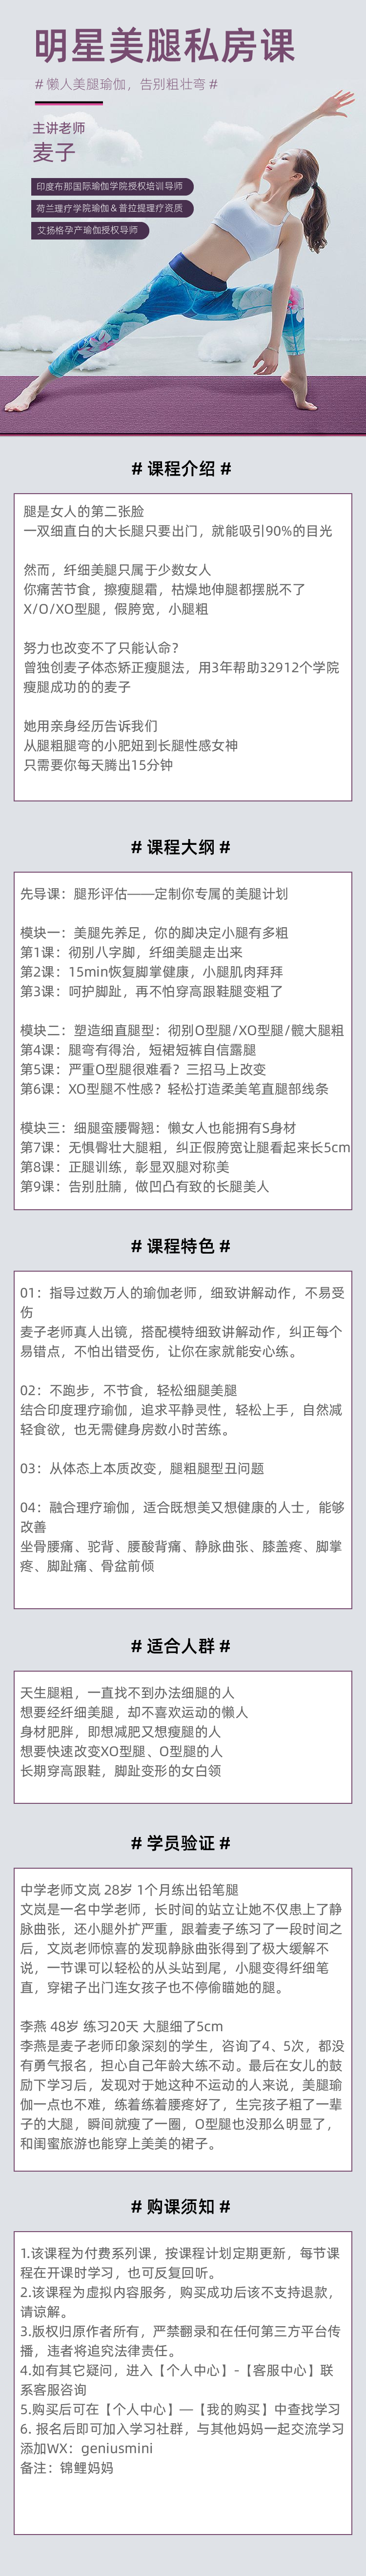 明星美腿私房课
# 懒人美腿瑜伽，告别粗壮弯 #
主讲老师
麦子
印度布那国际瑜伽学院授权培训导师
荷兰理疗学院瑜伽＆普拉提理疗资质
艾扬格孕产瑜伽授权导师
# 课程介绍 #
腿是女人的第二张脸
一双细直白的大长腿只要出门，就能吸引90%的目光
然而，纤细美腿只属于少数女人
你痛苦节食，擦瘦腿霜，枯燥地伸腿都摆脱不了
X/O/XO型腿，假胯宽，小腿粗
努力也改变不了只能认命？
曾独创麦子体态矫正瘦腿法，用3年帮助32912个学院
瘦腿成功的的麦子
她用亲身经历告诉我们
从腿粗腿弯的小肥妞到长腿性感女神
只需要你每天腾出15分钟
# 课程大纲 #
先导课：腿形评估——定制你专属的美腿计划
模块一：美腿先养足，你的脚决定小腿有多粗
第1课：彻别八字脚，纤细美腿走出来
第2课：15min恢复脚掌健康，小腿肌肉拜拜
第3课：呵护脚趾，再不怕穿高跟鞋腿变粗了
模块二：塑造细直腿型：彻别O型腿/XO型腿/髋大腿粗
第4课：腿弯有得治，短裙短裤自信露腿
第5课：严重O型腿很难看？三招马上改变
第6课：XO型腿不性感？轻松打造柔美笔直腿部线条
模块三：细腿蛮腰臀翘：懒女人也能拥有S身材
第7课：无惧臀壮大腿粗，纠正假胯宽让腿看起来长5cm
第8课：正腿训练，彰显双腿对称美
第9课：告别肚腩，做凹凸有致的长腿美人
# 课程特色 #
01：指导过数万人的瑜伽老师，细致讲解动作，不易受
伤
麦子老师真人出镜，搭配模特细致讲解动作，纠正每个
易错点，不怕出错受伤，让你在家就能安心练。
02：不跑步，不节食，轻松细腿美腿
结合印度理疗瑜伽，追求平静灵性，轻松上手，自然减
轻食欲，也无需健身房数小时苦练。
03：从体态上本质改变，腿粗腿型丑问题
04：融合理疗瑜伽，适合既想美又想健康的人士，能够
改善
坐骨腰痛、驼背、腰酸背痛、静脉曲张、膝盖疼、脚掌
疼、脚趾痛、骨盆前倾
# 适合人群 #
天生腿粗，一直找不到办法细腿的人
想要经纤细美腿，却不喜欢运动的懒人
身材肥胖，即想减肥又想瘦腿的人
想要快速改变XO型腿、O型腿的人
长期穿高跟鞋，脚趾变形的女白领
# 学员验证 #
中学老师文岚 28岁 1个月练出铅笔腿
文岚是一名中学老师，长时间的站立让她不仅患上了静
脉曲张，还小腿外扩严重，跟着麦子练习了一段时间之
后，文岚老师惊喜的发现静脉曲张得到了极大缓解不
说，一节课可以轻松的从头站到尾，小腿变得纤细笔
直，穿裙子出门连女孩子也不停偷瞄她的腿。
李燕 48岁 练习20天 大腿细了5cm
李燕是麦子老师印象深刻的学生，咨询了4、5次，都没
有勇气报名，担心自己年龄大练不动。最后在女儿的鼓
励下学习后，发现对于她这种不运动的人来说，美腿瑜
伽一点也不难，练着练着腰疼好了，生完孩子粗了一辈
子的大腿，瞬间就瘦了一圈，O型腿也没那么明显了，
和闺蜜旅游也能穿上美美的裙子。
# 购课须知 #
1.该课程为付费系列课，按课程计划定期更新，每节课
程在开课时学习，也可反复回听。
2.该课程为虚拟内容服务，购买成功后该不支持退款，
请谅解。
3.版权归原作者所有，严禁翻录和在任何第三方平台传
播，违者将追究法律责任。
4.如有其它疑问，进入【个人中心】-【客服中心】联
系客服咨询
5.购买后可在【个人中心】—【我的购买】中查找学习
6. 报名后即可加入学习社群，与其他妈妈一起交流学习
添加WX：geniusmini
备注：锦鲤妈妈